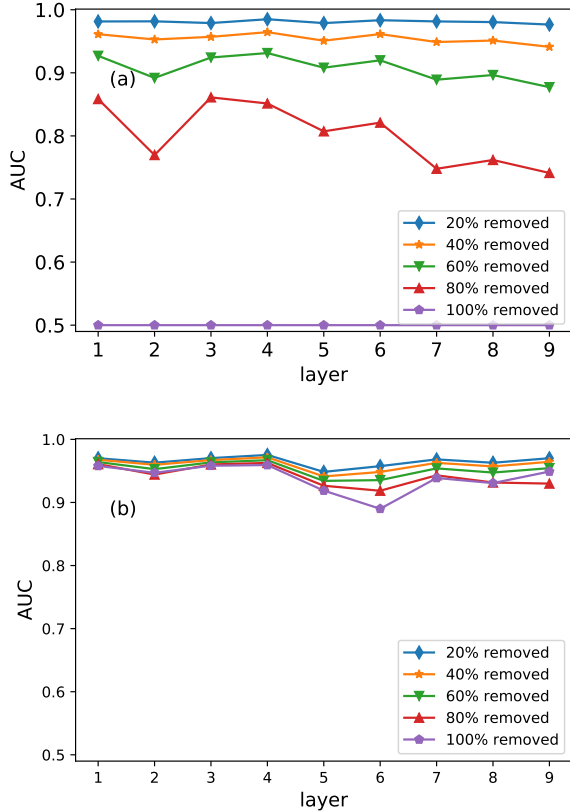 1.0
(a)
0.9
0.8
AUC
0.7
0.6
0.5
20% removed
40% removed
60% removed
80% removed
100% removed
1 2 3 4 5 6 7 8 9
layer
1.0
(b)
0.9
0.8
AUC
0.7
0.6
0.5
20% removed
40% removed
60% removed
80% removed
100% removed
1 2 3 4 5 6 7 8 9
layer